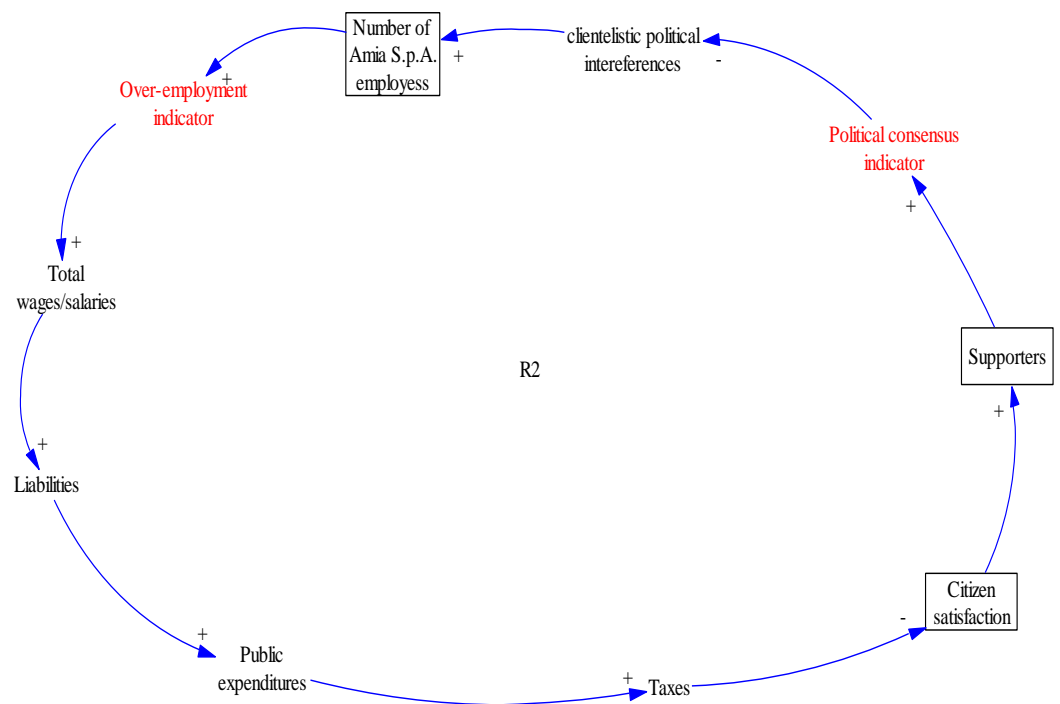 Number of
Amia S.p.A.
employess
+
clientelistic political
intereferences
-
+
Over-employment
indicator
Political consensus
indicator
+
+
Total
wages/salaries
R2
Supporters
+
+
Liabilities
Citizen
satisfaction
-
+
Public
expenditures
+
Taxes